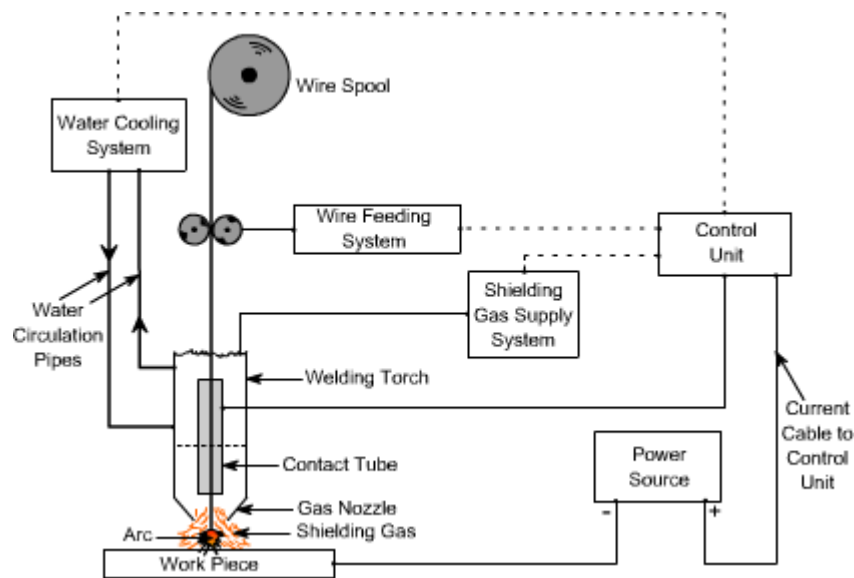 Wire Spool
Water Cooling
System
Wire Feeding
System
Control
Unit
Shielding
Gas Supply
System
Water
Circulation
Pipes
Welding Torch
Current
Cable to
Control
Unit
Power
Source
- +
Contact Tube
Gas Nozzle
Shielding Gas
Arc
Work Piece